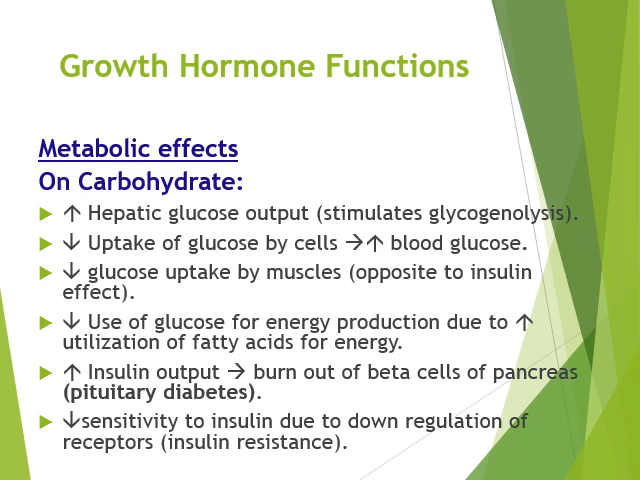 Growth Hormone Functions
Metabolic effects
On Carbohydrate:
▶ ↑ Hepatic glucose output (stimulates glycogenolysis).
▶ ↓ Uptake of glucose by cells →↑ blood glucose.
▶ ↓ glucose uptake by muscles (opposite to insulin
effect).
▶ ↓ Use of glucose for energy production due to ↑
utilization of fatty acids for energy.
▶ ↑ Insulin output → burn out of beta cells of pancreas
(pituitary diabetes).
▶ ↓sensitivity to insulin due to down regulation of
receptors (insulin resistance).